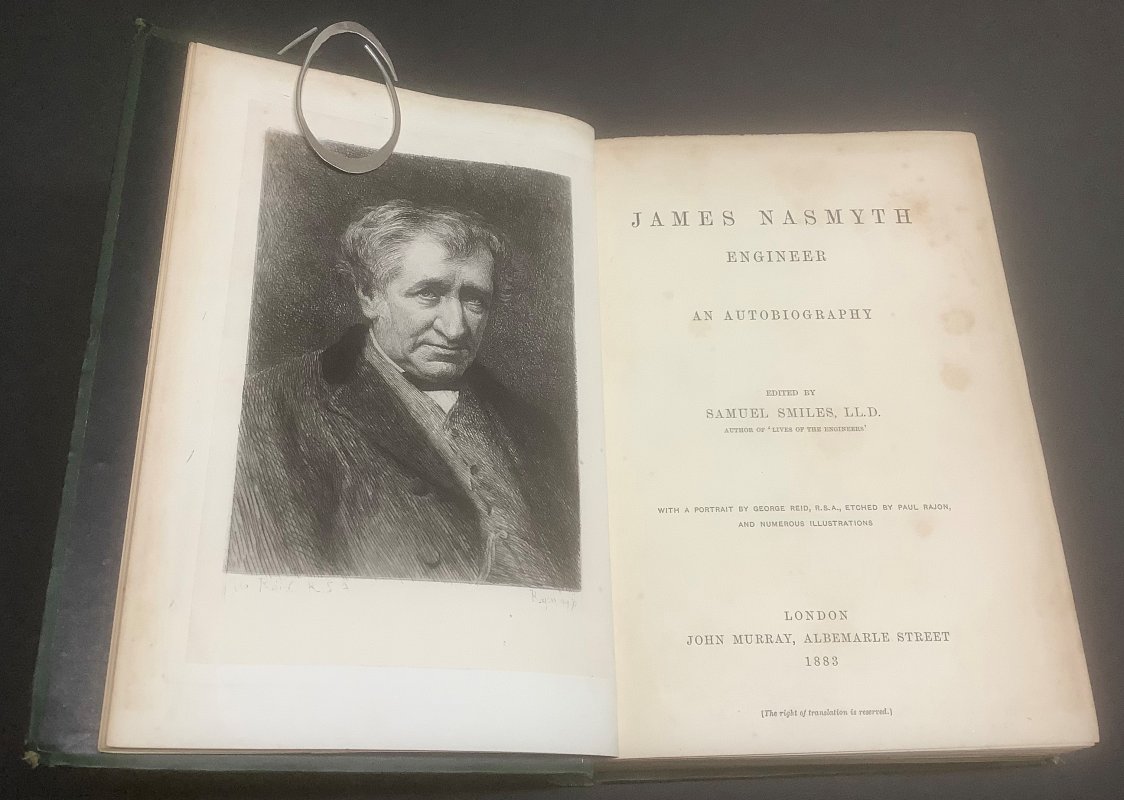 JAMES NASMYTH
ENGINEER
AN AUTOBIOGRAPHY
EDITED BY
SAMUEL SMILES, LL.D.
AUTHOR OF 'LIVES OF THE ENGINEERS'
WITH A PORTRAIT BY GEORGE REID, R.S.A., ETCHED BY PAUL RAJON,
AND NUMEROUS ILLUSTRATIONS
LONDON
JOHN MURRAY, ALBEMARLE STREET
1883
[The right of translation is reserved.]